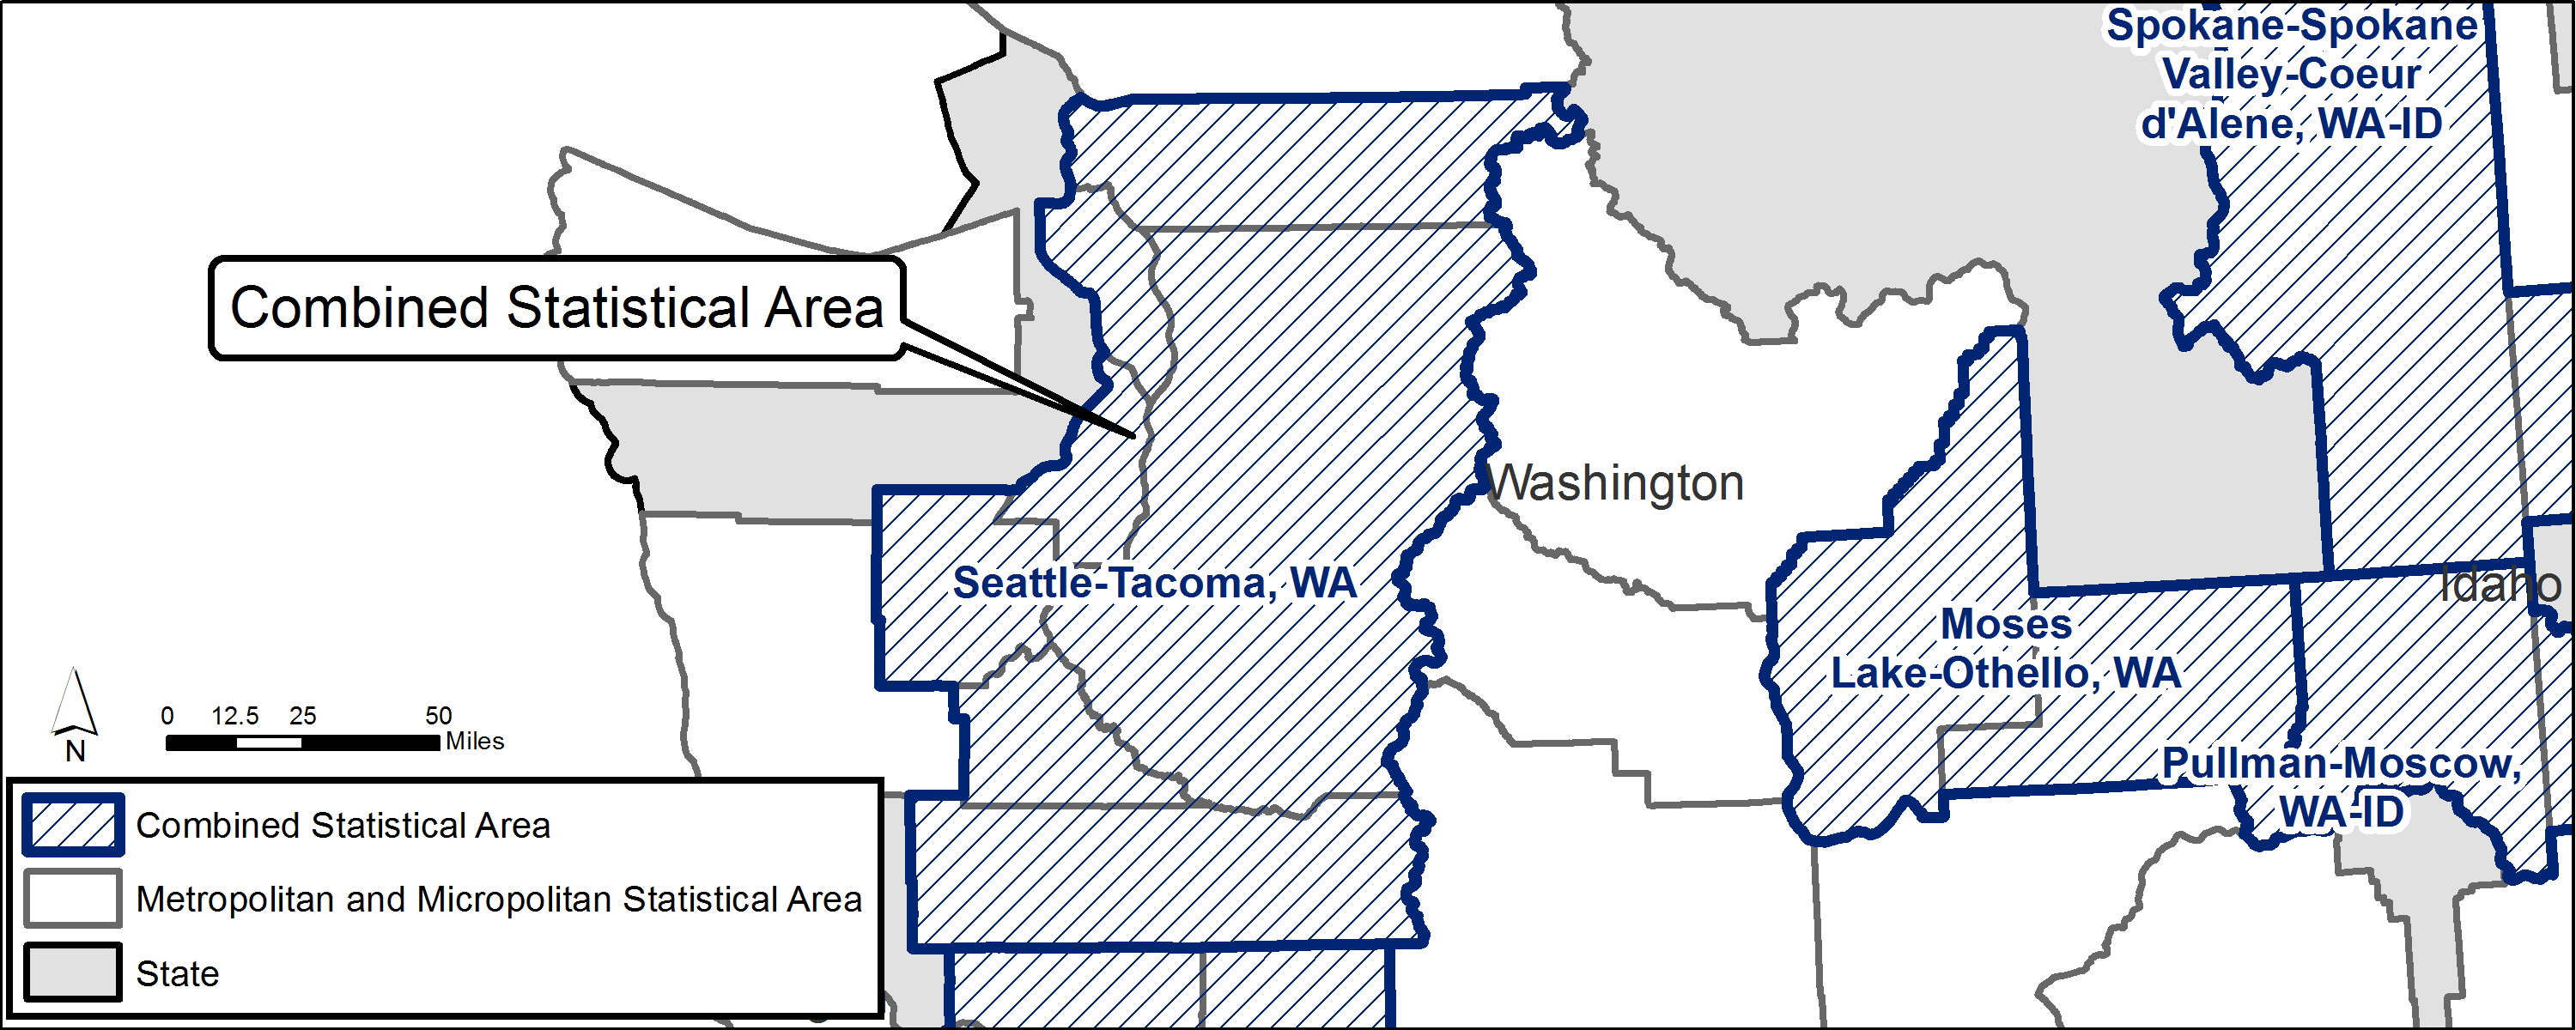 Spokane-Spokane
Valley-Coeur
d'Alene, WA-ID
Combined Statistical Area
Washington
Seattle-Tacoma, WA
Idaho
Moses
Lake-Othello, WA
Pullman-Moscow,
WA-ID
0 12.5 25 50
Miles
N
Combined Statistical Area
Metropolitan and Micropolitan Statistical Area
State